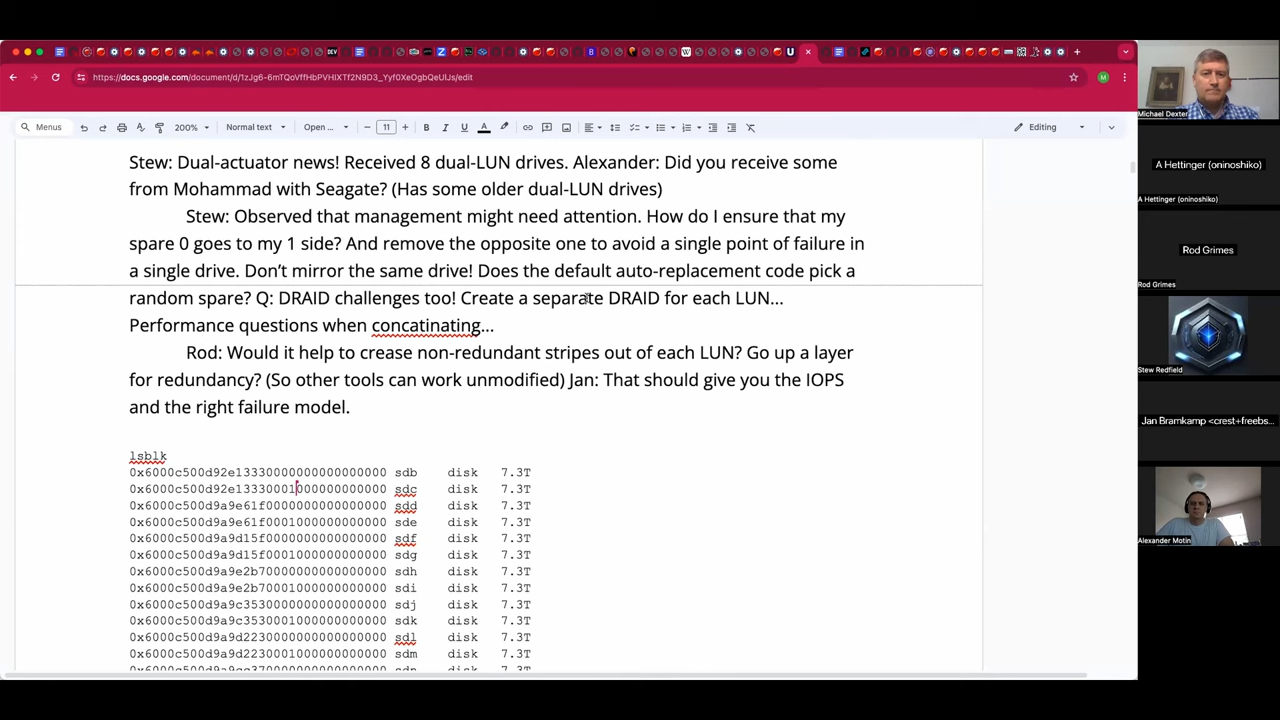 https://docs.google.com/document/d/1zJg6-6mTQoVffHbPVHIXTf2N9D3_Yyf0XeOgbQeUlJs/edit
M
Menus
200%
Normal text
Open ...
11
Editing
Stew: Dual-actuator news! Received 8 dual-LUN drives. Alexander: Did you receive some
from Mohammad with Seagate? (Has some older dual-LUN drives)
Stew: Observed that management might need attention. How do I ensure that my
spare 0 goes to my 1 side? And remove the opposite one to avoid a single point of failure in
a single drive. Don't mirror the same drive! Does the default auto-replacement code pick a
random spare? Q: DRAID challenges too! Create a separate DRAID for each LUN...
Performance questions when concatinating...
Rod: Would it help to crease non-redundant stripes out of each LUN? Go up a layer
for redundancy? (So other tools can work unmodified) Jan: That should give you the IOPS
and the right failure model.
lsblk
0x6000c500d92e13330000000000000000 sdb disk 7.3T
0x6000c500d92e13330001000000000000 sdc disk 7.3T
0x6000c500d9a9e61f0000000000000000 sdd disk 7.3T
0x6000c500d9a9e61f0001000000000000 sde disk 7.3T
0x6000c500d9a9d15f0000000000000000 sdf disk 7.3T
0x6000c500d9a9d15f0001000000000000 sdg disk 7.3T
0x6000c500d9a9e2b70000000000000000 sdh disk 7.3T
0x6000c500d9a9e2b70001000000000000 sdi disk 7.3T
0x6000c500d9a9c3530000000000000000 sdj disk 7.3T
0x6000c500d9a9c3530001000000000000 sdk disk 7.3T
0x6000c500d9a9d2230000000000000000 sdl disk 7.3T
0x6000c500d9a9d2230001000000000000 sdm disk 7.3T
Michael Dexter
A Hettinger (oninoshiko)
A Hettinger (oninoshiko)
Rod Grimes
Rod Grimes
Stew Redfield
Jan Bramkamp <crest+freebs...
Alexander Motin